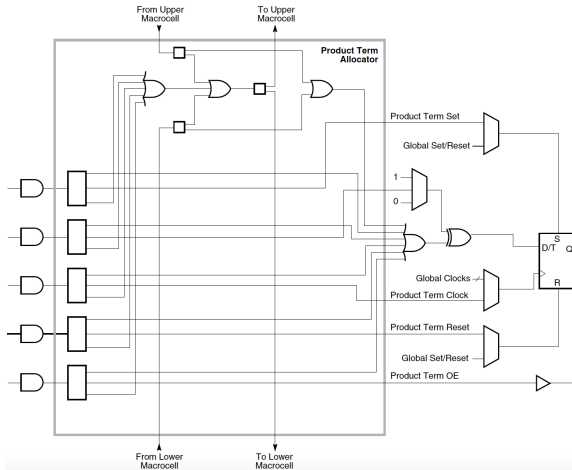 From Upper
Macrocell
To Upper
Macrocell
Product Term
Allocator
Product Term Set
Global Set/Reset
1
0
S
D/T Q
Global Clocks
Product Term Clock
R
Product Term Reset
Global Set/Reset
Product Term OE
From Lower
Macrocell
To Lower
Macrocell